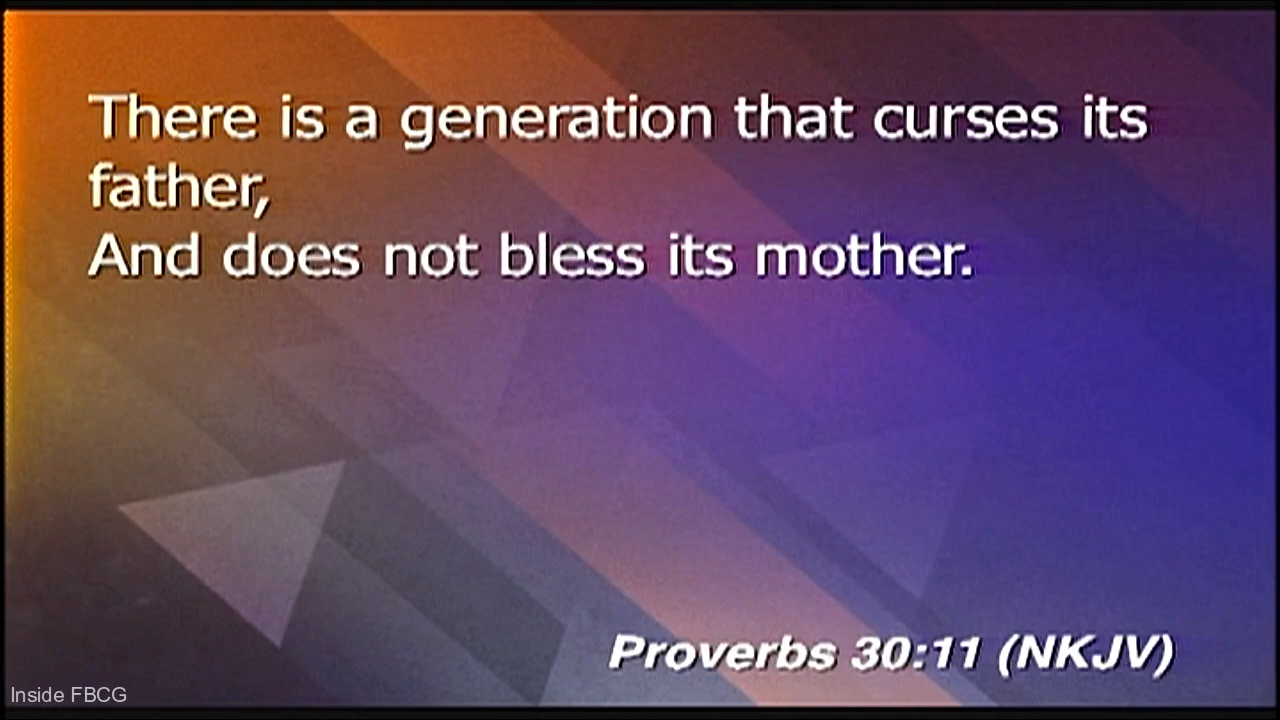 There is a generation that curses its
father,
And does not bless its mother.
Proverbs 30:11 (NKJV)
Inside FBCG